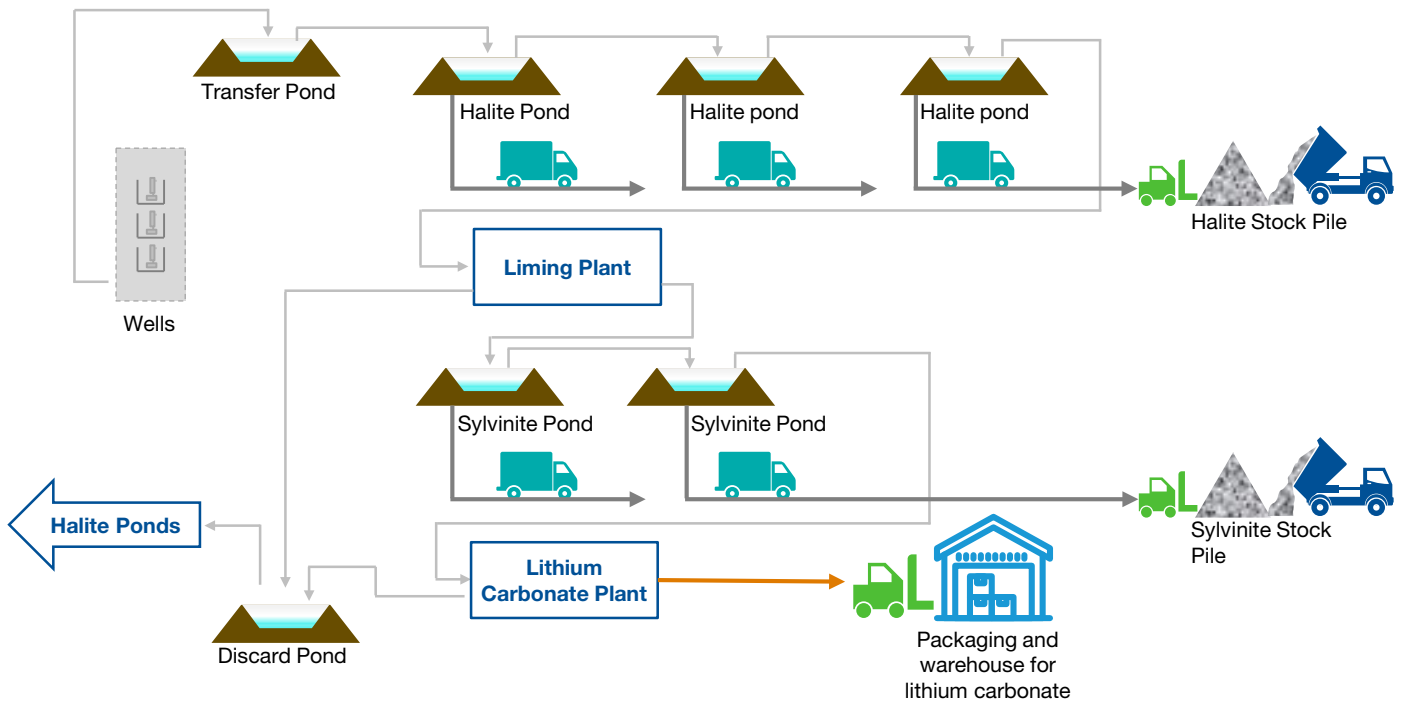 Transfer Pond
Halite Pond
Halite pond
Halite pond
Halite Stock Pile
Wells
Liming Plant
Sylvinite Pond
Sylvinite Pond
Sylvinite Stock
Pile
Halite Ponds
Lithium
Carbonate Plant
Discard Pond
Packaging and
warehouse for
lithium carbonate